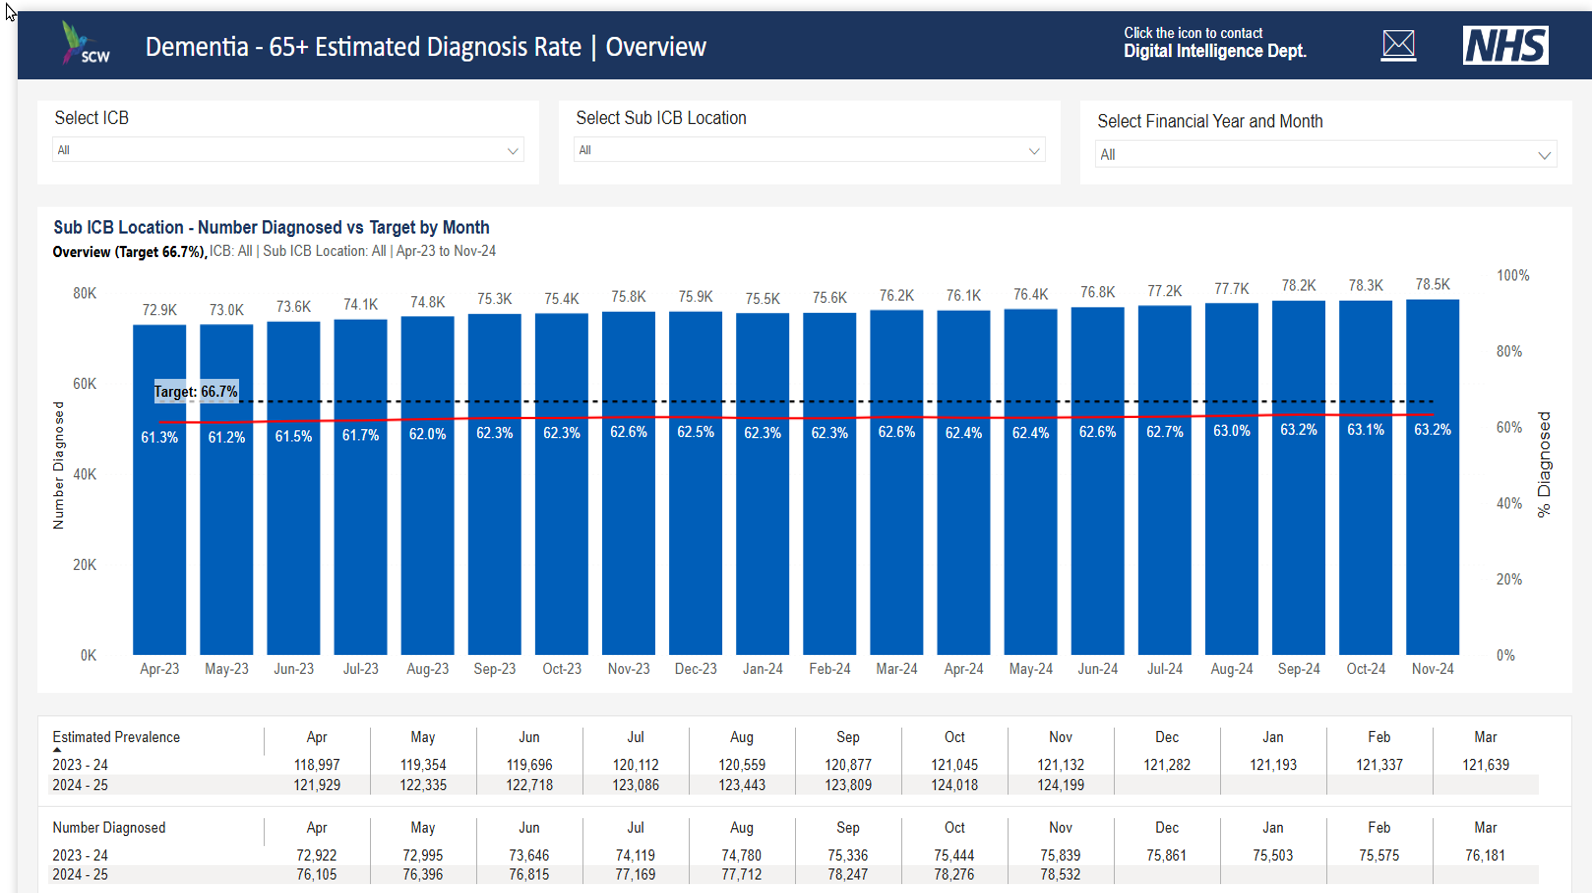 SCW
Dementia - 65+ Estimated Diagnosis Rate | Overview
Click the icon to contact
Digital Intelligence Dept.
NHS
Select ICB
All
Select Sub ICB Location
All
Select Financial Year and Month
All
Sub ICB Location - Number Diagnosed vs Target by Month
Overview (Target 66.7%), ICB: All | Sub ICB Location: All | Apr-23 to Nov-24
Number Diagnosed
80K
60K
40K
20K
0K
72.9K 73.0K 73.6K 74.1K 74.8K 75.3K 75.4K 75.8K 75.9K 75.5K 75.6K 76.2K 76.1K 76.4K 76.8K 77.2K 77.7K 78.2K 78.3K 78.5K
Target: 66.7%
61.3% 61.2% 61.5% 61.7% 62.0% 62.3% 62.3% 62.6% 62.5% 62.3% 62.3% 62.6% 62.4% 62.4% 62.6% 62.7% 63.0% 63.2% 63.1% 63.2%
Apr-23 May-23 Jun-23 Jul-23 Aug-23 Sep-23 Oct-23 Nov-23 Dec-23 Jan-24 Feb-24 Mar-24 Apr-24 May-24 Jun-24 Jul-24 Aug-24 Sep-24 Oct-24 Nov-24
100%
80%
60%
40%
20%
0%
% Diagnosed
Estimated Prevalence Apr May Jun Jul Aug Sep Oct Nov Dec Jan Feb Mar
2023 - 24 118,997 119,354 119,696 120,112 120,559 120,877 121,045 121,132 121,282 121,193 121,337 121,639
2024 - 25 121,929 122,335 122,718 123,086 123,443 123,809 124,018 124,199
Number Diagnosed Apr May Jun Jul Aug Sep Oct Nov Dec Jan Feb Mar
2023 - 24 72,922 72,995 73,646 74,119 74,780 75,336 75,444 75,839 75,861 75,503 75,575 76,181
2024 - 25 76,105 76,396 76,815 77,169 77,712 78,247 78,276 78,532